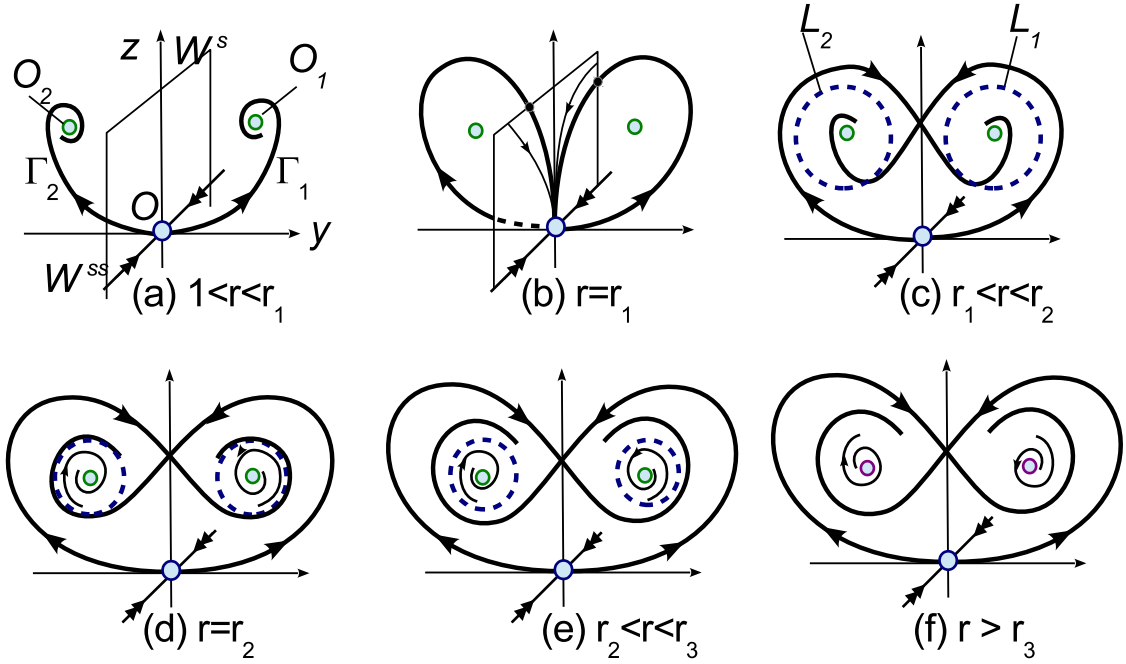 z
W^s
O_2
O_1
Γ_2
Γ_1
O
y
W^ss
(a) 1<r<r_1
(b) r=r_1
L_2
L_1
(c) r_1<r<r_2
(d) r=r_2
(e) r_2<r<r_3
(f) r > r_3